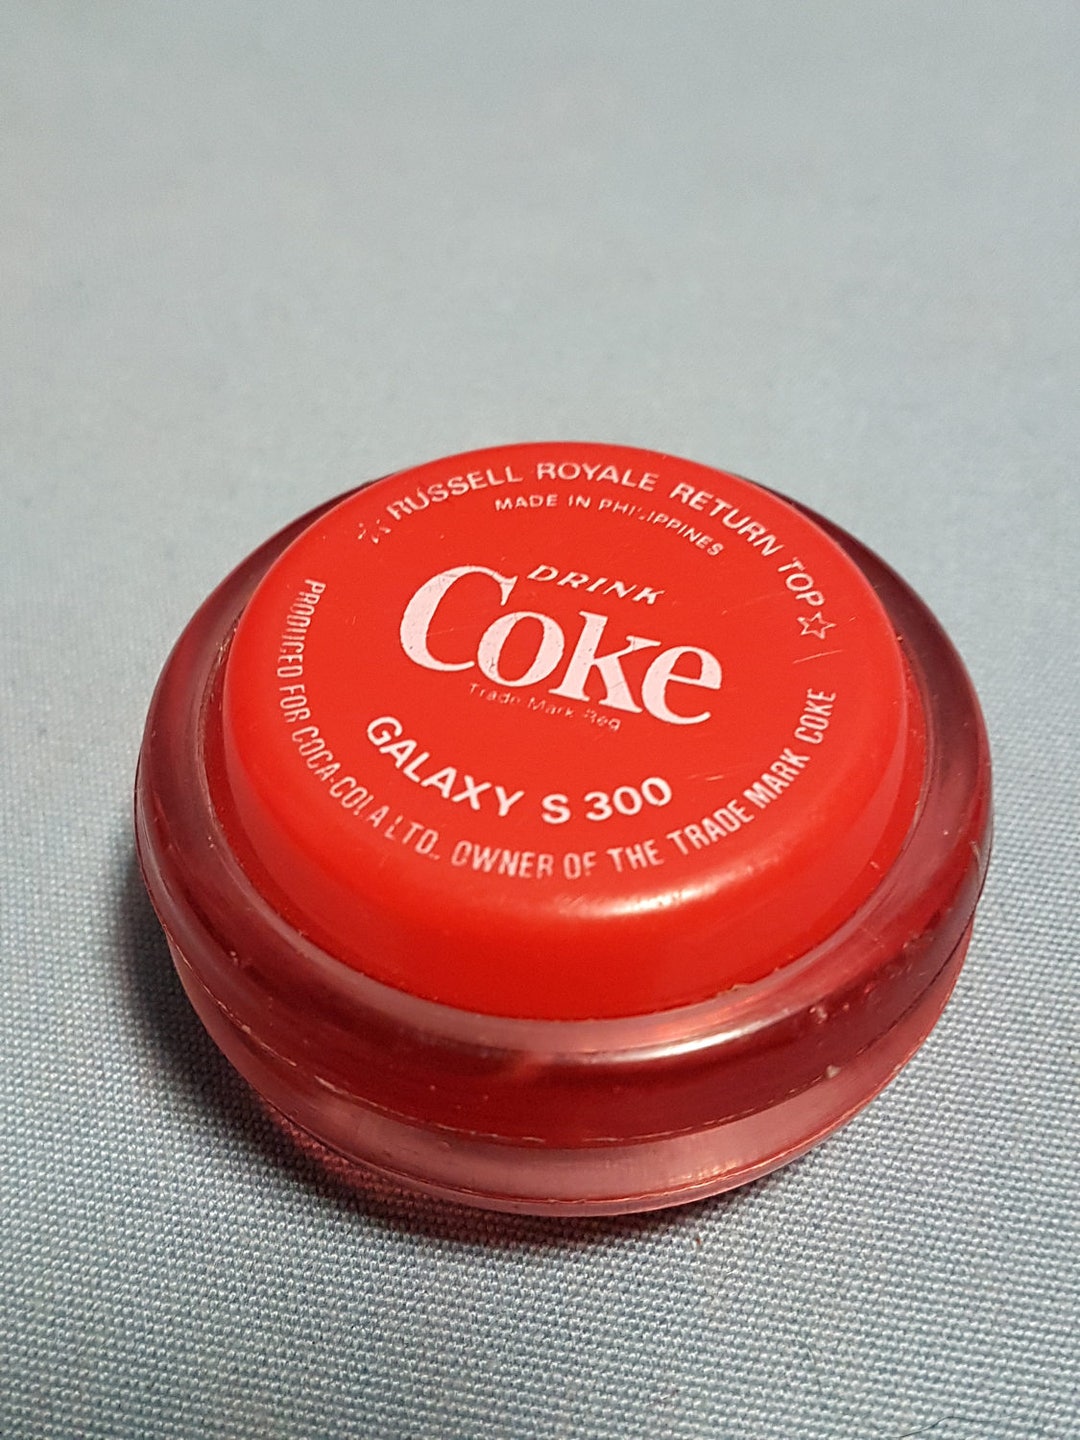 ☆ RUSSELL ROYALE RETURN TOP ☆
MADE IN PHILIPPINES
DRINK
Coke
Trade Mark Reg
GALAXY S 300
PRODUCED FOR COCA-COLA LTD., OWNER OF THE TRADE MARK COKE